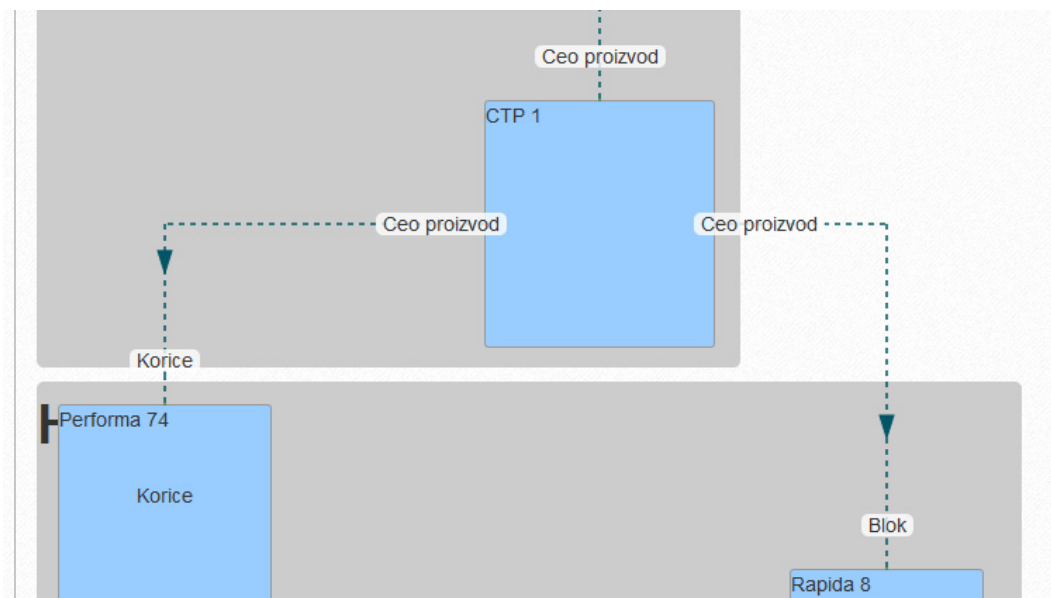 Ceo proizvod
CTP 1
Ceo proizvod
Ceo proizvod
Korice
Performa 74
Korice
Blok
Rapida 8